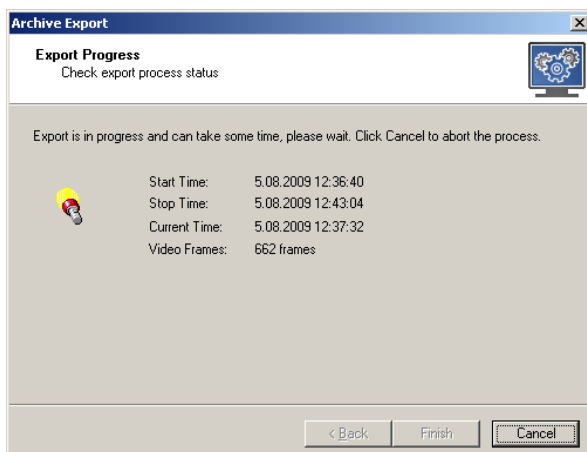 Archive Export
Export Progress
Check export process status
Export is in progress and can take some time, please wait. Click Cancel to abort the process.
Start Time: 5.08.2009 12:36:40
Stop Time: 5.08.2009 12:43:04
Current Time: 5.08.2009 12:37:32
Video Frames: 662 frames
< Back Finish Cancel